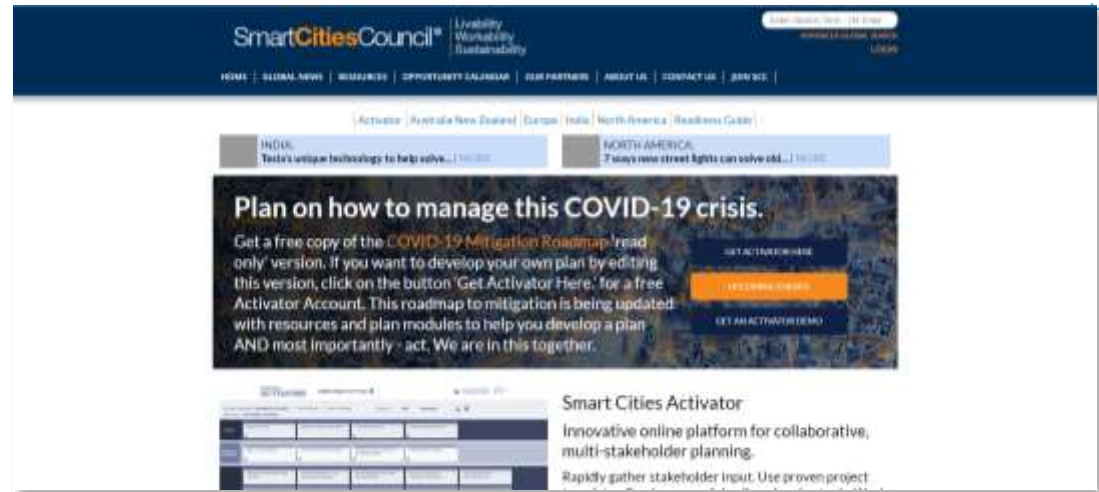 SmartCitiesCouncil®
Livability
Workability
Sustainability
ADVANCED GLOBAL SEARCH
LOGIN
HOME | GLOBAL NEWS | RESOURCES | OPPORTUNITY CALENDAR | OUR PARTNERS | ABOUT US | CONTACT US | JOIN SCC |
| Activator | Australia New Zealand | Europe | India | North America | Readiness Guide |
INDIA:
Tesla's unique technology to help solve... | MORE
NORTH AMERICA:
7 ways new street lights can solve old... | MORE
Plan on how to manage this COVID-19 crisis.
Get a free copy of the COVID-19 Mitigation Roadmap 'read
only' version. If you want to develop your own plan by editing
this version, click on the button 'Get Activator Here,' for a free
Activator Account. This roadmap to mitigation is being updated
with resources and plan modules to help you develop a plan
AND most importantly - act. We are in this together.
GET ACTIVATOR HERE
UPCOMING EVENTS
GET AN ACTIVATOR DEMO
Smart Cities Activator
Innovative online platform for collaborative,
multi-stakeholder planning.
Rapidly gather stakeholder input. Use proven project